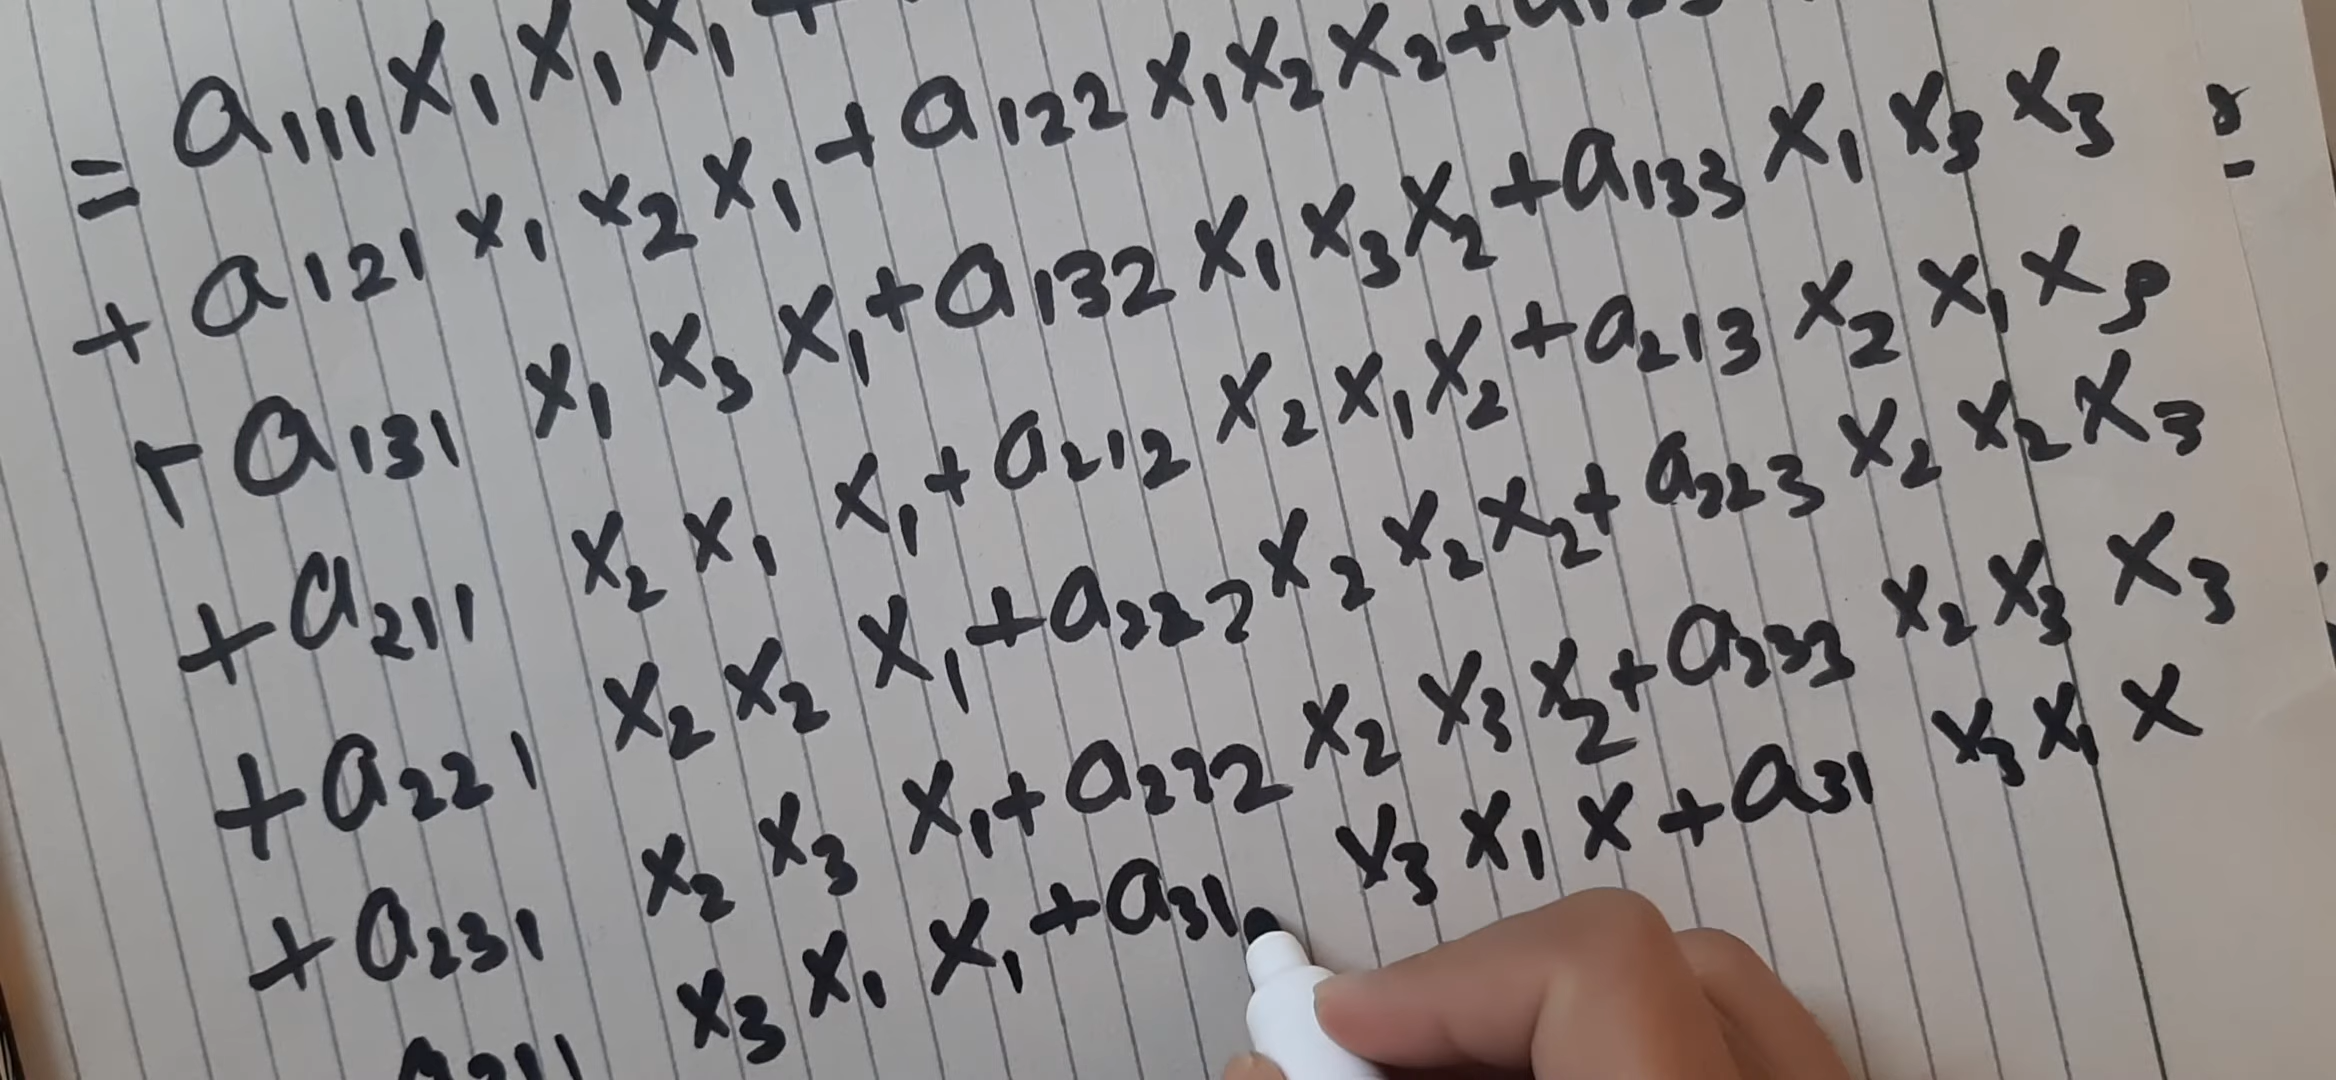 = a₁₁₁ x₁ x₁ x₁ +
+ a₁₂₁ x₁ x₂ x₁ + a₁₂₂ x₁ x₂ x₂ +
+ a₁₃₁ x₁ x₃ x₁ + a₁₃₂ x₁ x₃ x₂ + a₁₃₃ x₁ x₃ x₃
+ a₂₁₁ x₂ x₁ x₁ + a₂₁₂ x₂ x₁ x₂ + a₂₁₃ x₂ x₁ x₃
+ a₂₂₁ x₂ x₂ x₁ + a₂₂₂ x₂ x₂ x₂ + a₂₂₃ x₂ x₂ x₃
+ a₂₃₁ x₂ x₃ x₁ + a₂₃₂ x₂ x₃ x₂ + a₂₃₃ x₂ x₃ x₃
x₃ x₁ x₁ + a₃₁ x₃ x₁ x + a₃₁ x₃ x₁ x